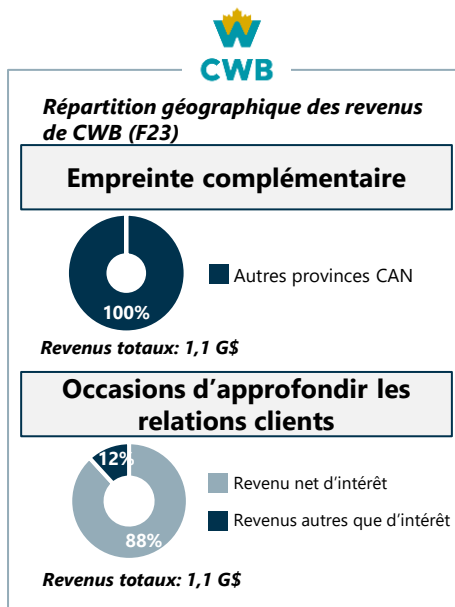 CWB
Répartition géographique des revenus
de CWB (F23)
Empreinte complémentaire
100%
Autres provinces CAN
Revenus totaux: 1,1 G$
Occasions d’approfondir les
relations clients
12%
88%
Revenu net d’intérêt
Revenus autres que d’intérêt
Revenus totaux: 1,1 G$